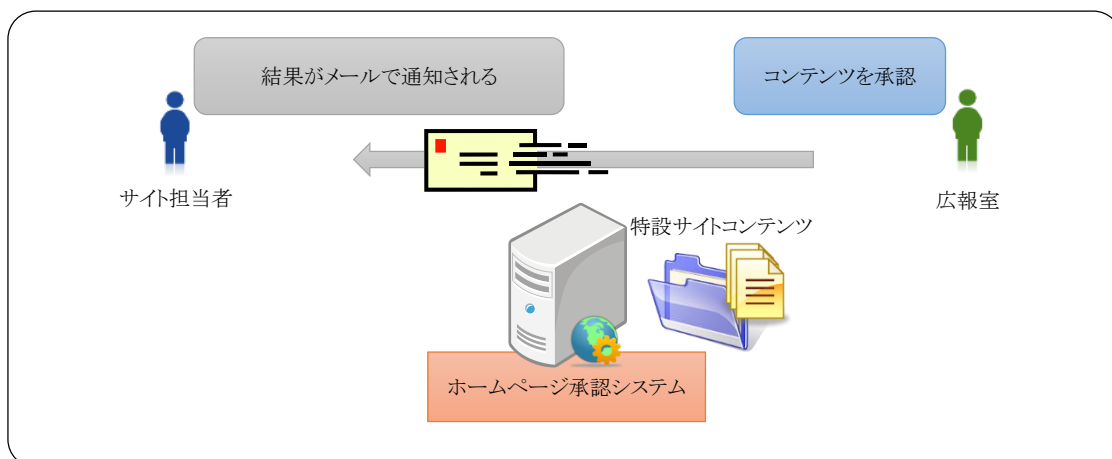 結果がメールで通知される
コンテンツを承認
サイト担当者
広報室
特設サイトコンテンツ
ホームページ承認システム